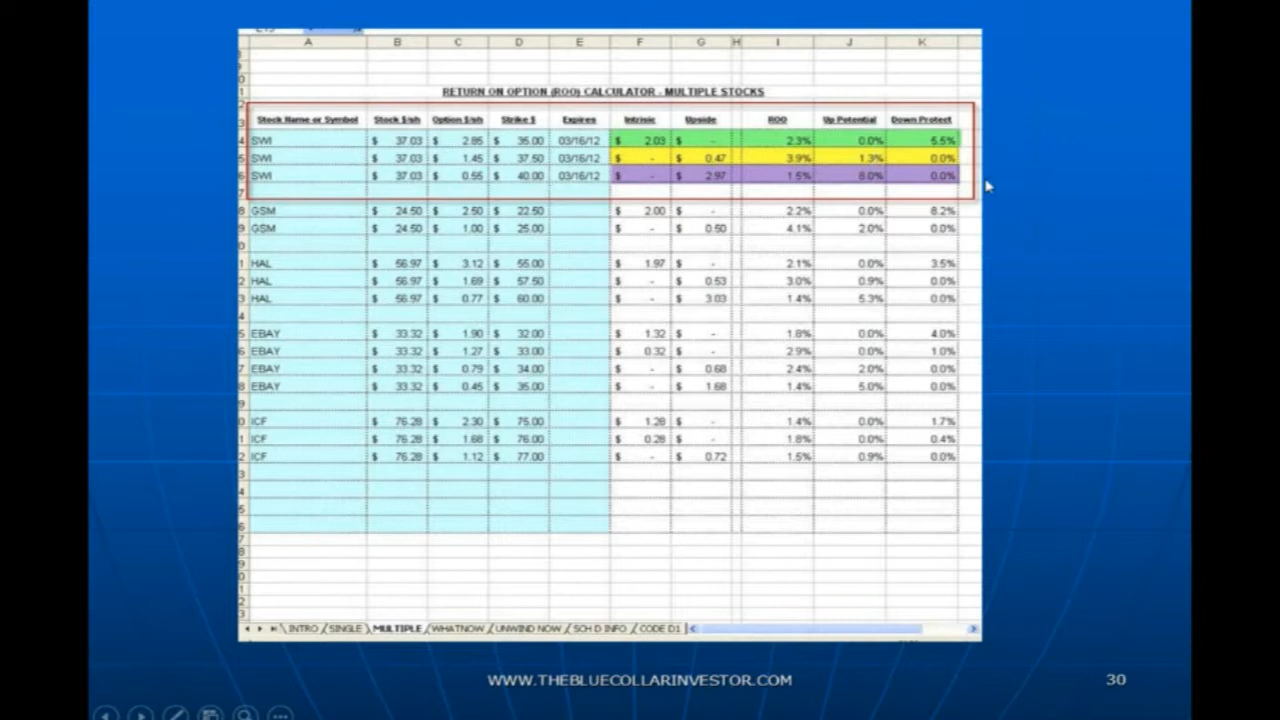 A B C D E F G H I J K
RETURN ON OPTION (ROO) CALCULATOR - MULTIPLE STOCKS
Stock Name or Symbol Stock $/sh Option $/sh Strike $ Expires Intrinsic Upside ROO Up Potential Down Protect
SWI $ 37.03 $ 2.85 $ 35.00 03/16/12 $ 2.03 $ - 2.3% 0.0% 5.5%
SWI $ 37.03 $ 1.45 $ 37.50 03/16/12 $ - $ 0.47 3.9% 1.3% 0.0%
SWI $ 37.03 $ 0.55 $ 40.00 03/16/12 $ - $ 2.97 1.5% 8.0% 0.0%
GSM $ 24.50 $ 2.50 $ 22.50 $ 2.00 $ - 2.2% 0.0% 8.2%
GSM $ 24.50 $ 1.00 $ 25.00 $ - $ 0.50 4.1% 2.0% 0.0%
HAL $ 56.97 $ 3.12 $ 55.00 $ 1.97 $ - 2.1% 0.0% 3.5%
HAL $ 56.97 $ 1.69 $ 57.50 $ - $ 0.53 3.0% 0.9% 0.0%
HAL $ 56.97 $ 0.77 $ 60.00 $ - $ 3.03 1.4% 5.3% 0.0%
EBAY $ 33.32 $ 1.90 $ 32.00 $ 1.32 $ - 1.8% 0.0% 4.0%
EBAY $ 33.32 $ 1.27 $ 33.00 $ 0.32 $ - 2.9% 0.0% 1.0%
EBAY $ 33.32 $ 0.79 $ 34.00 $ - $ 0.68 2.4% 2.0% 0.0%
EBAY $ 33.32 $ 0.45 $ 35.00 $ - $ 1.68 1.4% 5.0% 0.0%
ICF $ 76.28 $ 2.30 $ 75.00 $ 1.28 $ - 1.4% 0.0% 1.7%
ICF $ 76.28 $ 1.68 $ 76.00 $ 0.28 $ - 1.8% 0.0% 0.4%
ICF $ 76.28 $ 1.12 $ 77.00 $ - $ 0.72 1.5% 0.9% 0.0%
INTRO / SINGLE / MULTIPLE / WHATNOW / UNWIND NOW / SCH D INFO / CODE D1
WWW.THEBLUECOLLARINVESTOR.COM 30